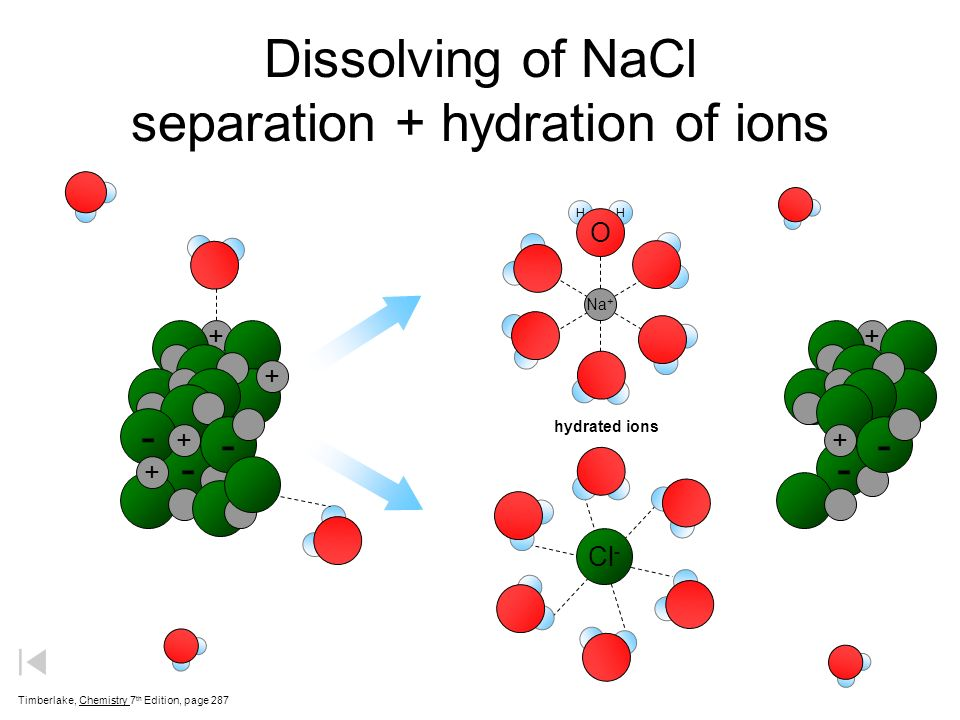 Dissolving of NaCl
separation + hydration of ions
H H
O
Na⁺
+
+
-
+
-
+
-
hydrated ions
Cl⁻
+
+
-
-
Timberlake, Chemistry 7th Edition, page 287